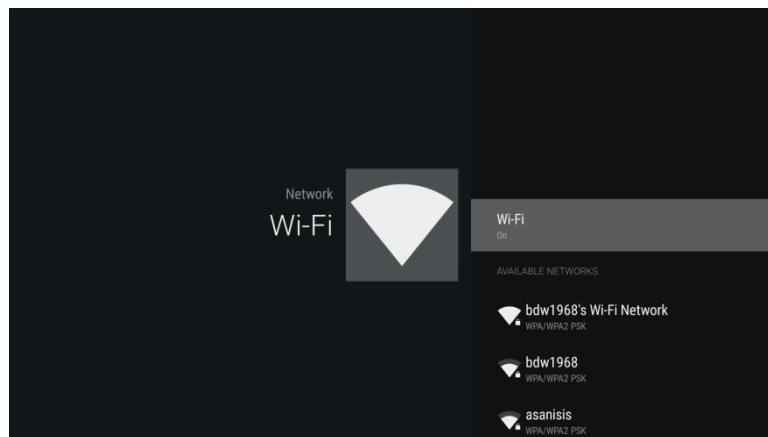 Network
Wi-Fi
Wi-Fi
On
AVAILABLE NETWORKS
bdw1968's Wi-Fi Network
WPA/WPA2 PSK
bdw1968
WPA/WPA2 PSK
asanisis
WPA/WPA2 PSK